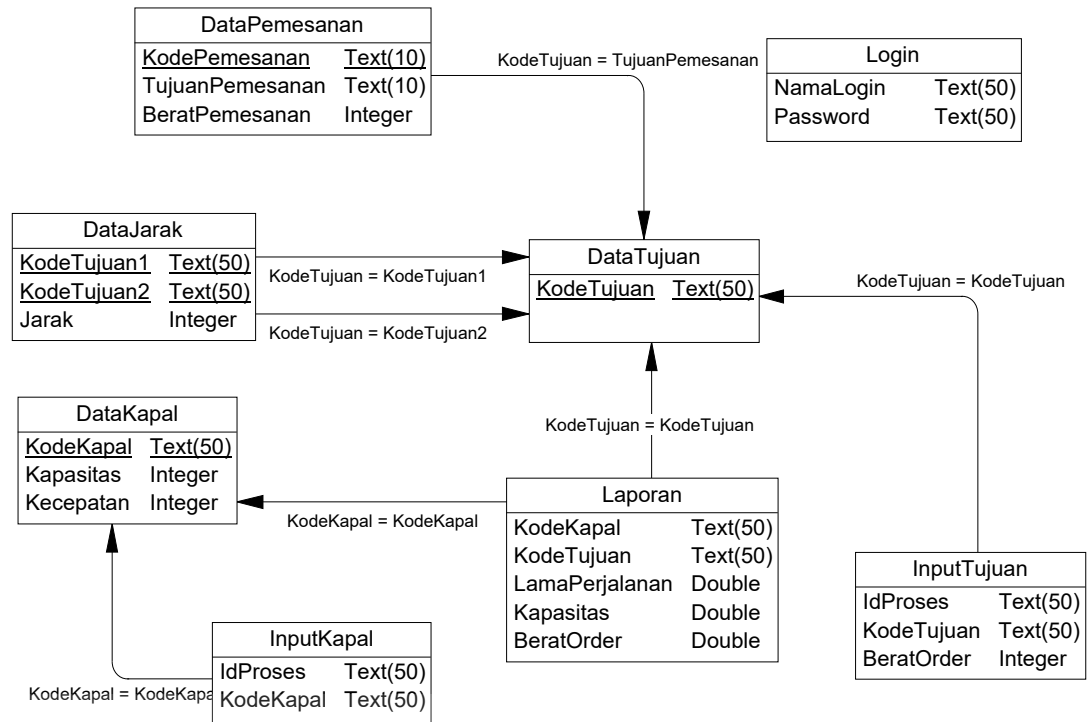 DataPemesanan
KodePemesanan Text(10)
TujuanPemesanan Text(10)
BeratPemesanan Integer
KodeTujuan = TujuanPemesanan
Login
NamaLogin Text(50)
Password Text(50)
DataJarak
KodeTujuan1 Text(50)
KodeTujuan2 Text(50)
Jarak Integer
KodeTujuan = KodeTujuan1
KodeTujuan = KodeTujuan2
DataTujuan
KodeTujuan Text(50)
KodeTujuan = KodeTujuan
KodeTujuan = KodeTujuan
DataKapal
KodeKapal Text(50)
Kapasitas Integer
Kecepatan Integer
KodeKapal = KodeKapal
Laporan
KodeKapal Text(50)
KodeTujuan Text(50)
LamaPerjalanan Double
Kapasitas Double
BeratOrder Double
InputTujuan
IdProses Text(50)
KodeTujuan Text(50)
BeratOrder Integer
InputKapal
IdProses Text(50)
KodeKapal Text(50)
KodeKapal = KodeKapa